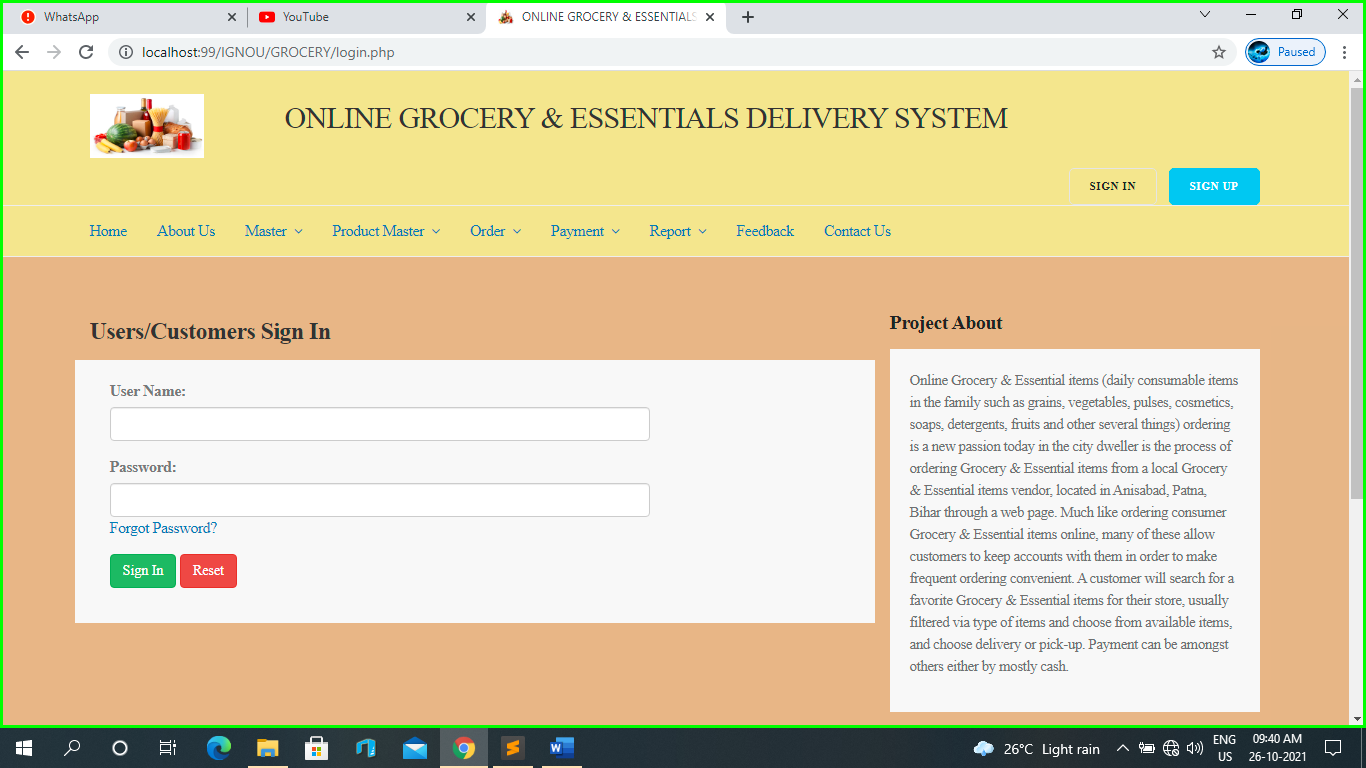 WhatsApp
YouTube
ONLINE GROCERY & ESSENTIALS
localhost:99/IGNOU/GROCERY/login.php
Paused
ONLINE GROCERY & ESSENTIALS DELIVERY SYSTEM
SIGN IN SIGN UP
Home About Us Master Product Master Order Payment Report Feedback Contact Us
Users/Customers Sign In
User Name:
Password:
Forgot Password?
Sign In Reset
Project About
Online Grocery & Essential items (daily consumable items
in the family such as grains, vegetables, pulses, cosmetics,
soaps, detergents, fruits and other several things) ordering
is a new passion today in the city dweller is the process of
ordering Grocery & Essential items from a local Grocery
& Essential items vendor, located in Anisabad, Patna,
Bihar through a web page. Much like ordering consumer
Grocery & Essential items online, many of these allow
customers to keep accounts with them in order to make
frequent ordering convenient. A customer will search for a
favorite Grocery & Essential items for their store, usually
filtered via type of items and choose from available items,
and choose delivery or pick-up. Payment can be amongst
others either by mostly cash.
26°C Light rain
ENG
US
09:40 AM
26-10-2021